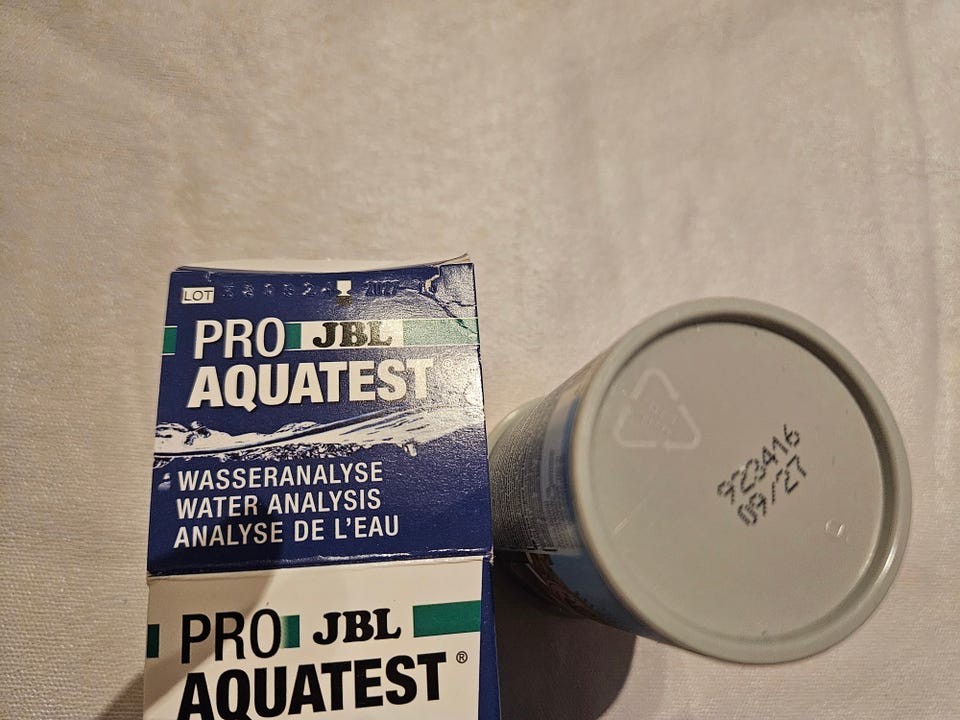 LOT
PRO JBL
AQUATEST
WASSERANALYSE
WATER ANALYSIS
ANALYSE DE L'EAU
PRO JBL
AQUATEST®
923416
09/27